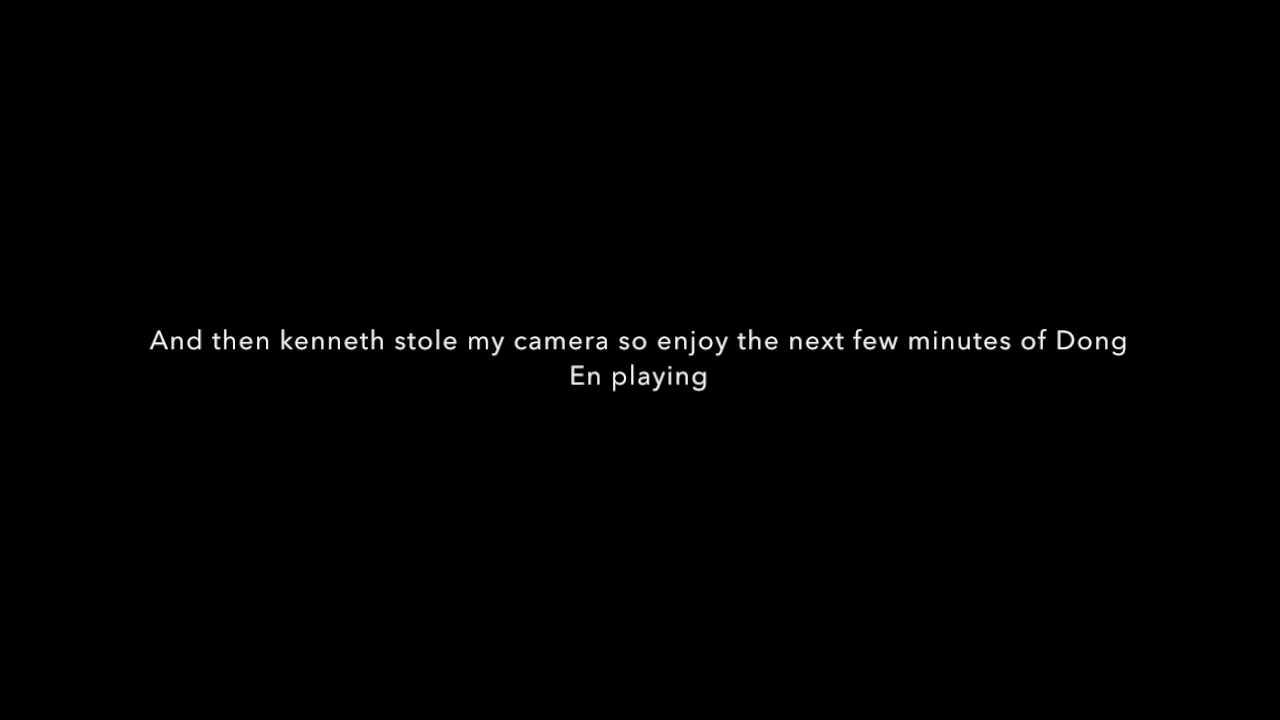 And then kenneth stole my camera so enjoy the next few minutes of Dong
En playing